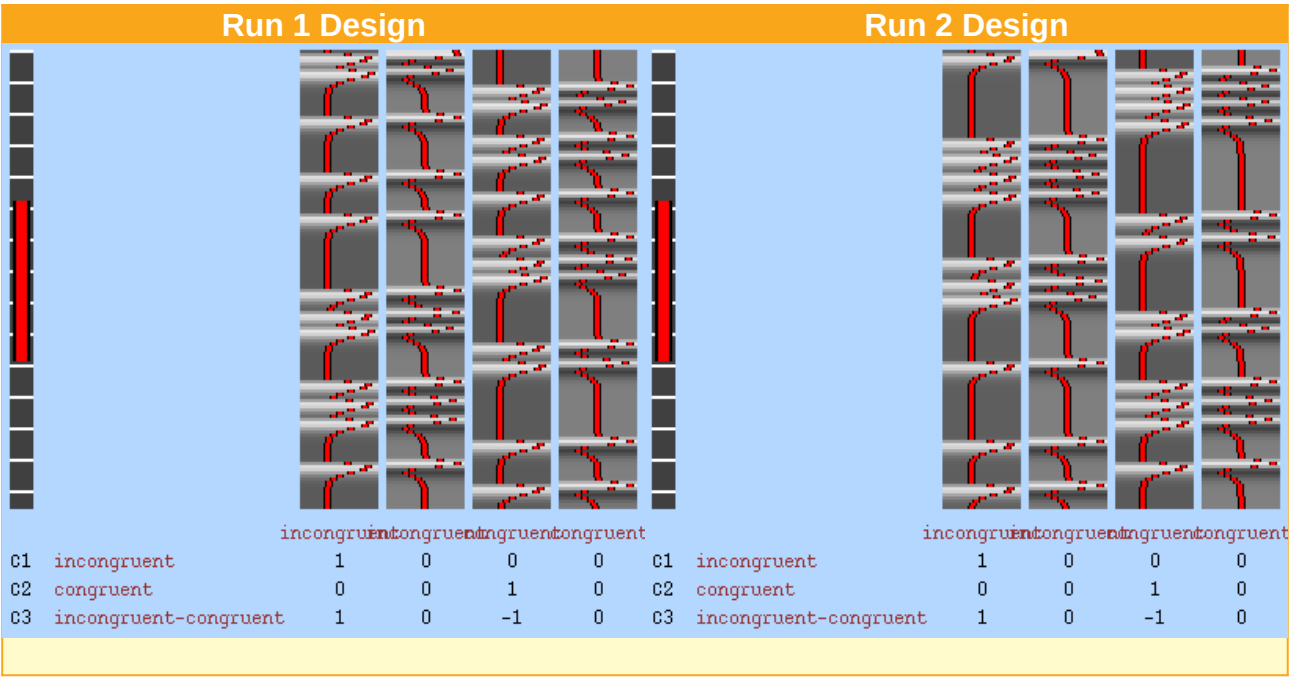 Run 1 Design Run 2 Design
c1 incongruent 1 0 0 0 c1 incongruent 1 0 0 0
c2 congruent 0 0 1 0 c2 congruent 0 0 1 0
c3 incongruent-congruent 1 0 -1 0 c3 incongruent-congruent 1 0 -1 0